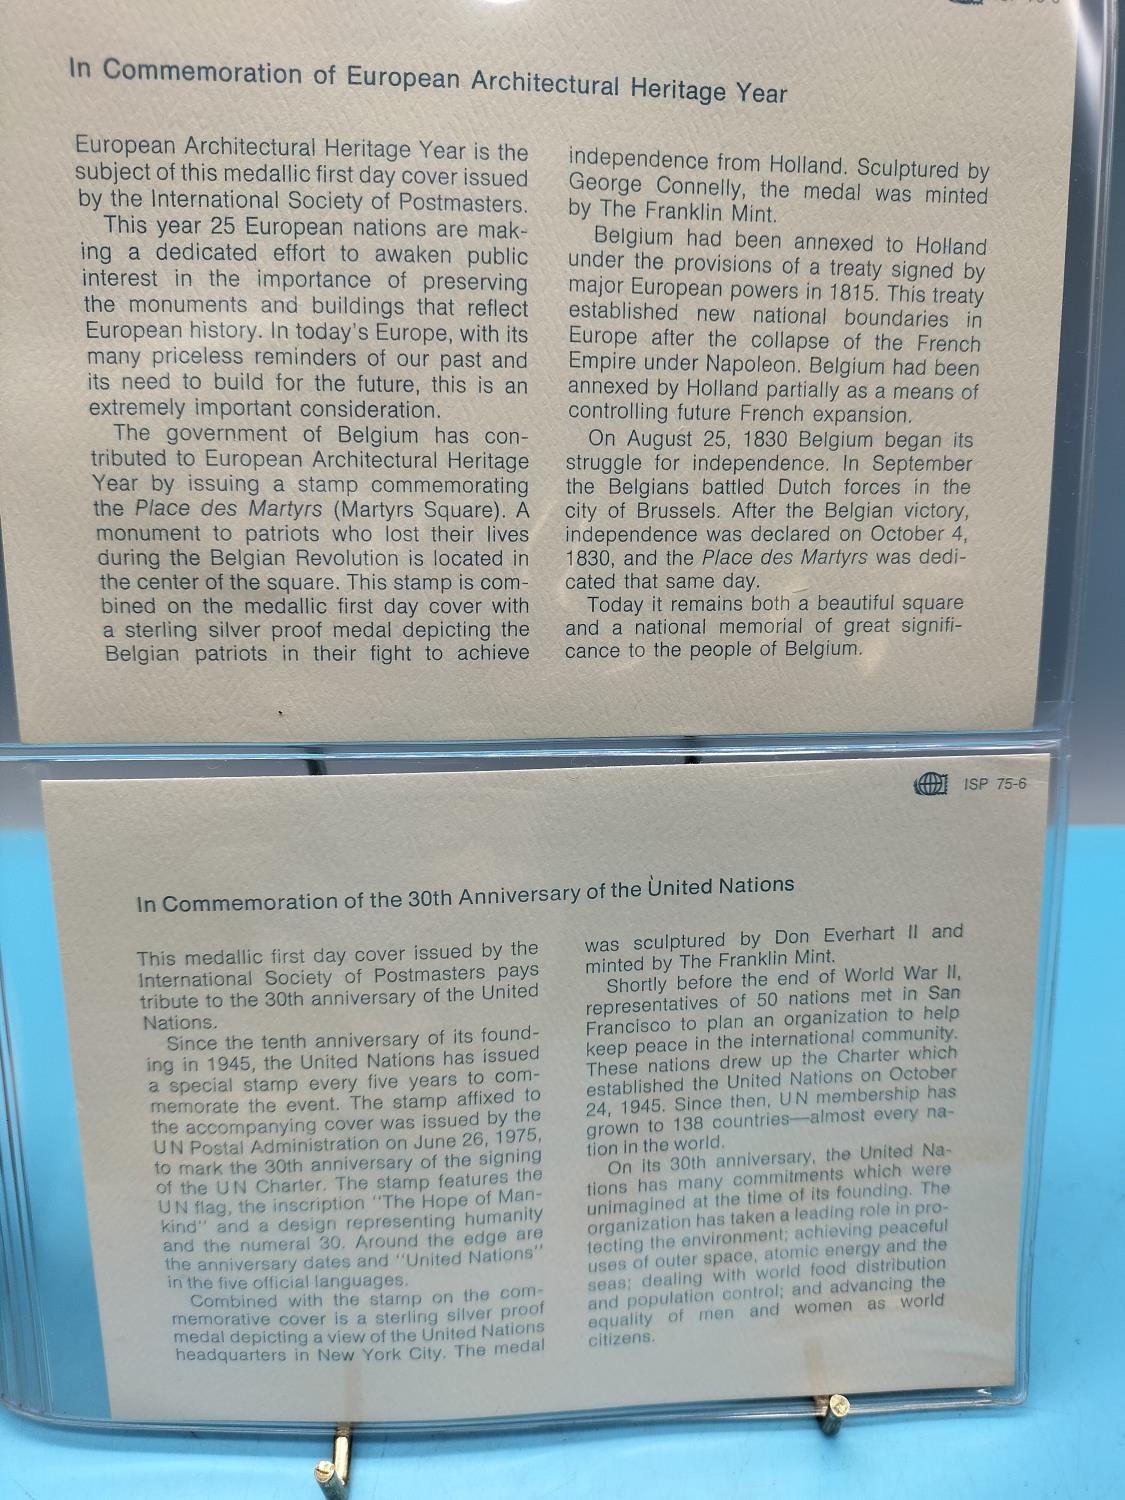 In Commemoration of European Architectural Heritage Year
European Architectural Heritage Year is the
subject of this medallic first day cover issued
by the International Society of Postmasters.
This year 25 European nations are mak-
ing a dedicated effort to awaken public
interest in the importance of preserving
the monuments and buildings that reflect
European history. In today's Europe, with its
many priceless reminders of our past and
its need to build for the future, this is an
extremely important consideration.
The government of Belgium has con-
tributed to European Architectural Heritage
Year by issuing a stamp commemorating
the Place des Martyrs (Martyrs Square). A
monument to patriots who lost their lives
during the Belgian Revolution is located in
the center of the square. This stamp is com-
bined on the medallic first day cover with
a sterling silver proof medal depicting the
Belgian patriots in their fight to achieve
independence from Holland. Sculptured by
George Connelly, the medal was minted
by The Franklin Mint.
Belgium had been annexed to Holland
under the provisions of a treaty signed by
major European powers in 1815. This treaty
established new national boundaries in
Europe after the collapse of the French
Empire under Napoleon. Belgium had been
annexed by Holland partially as a means of
controlling future French expansion.
On August 25, 1830 Belgium began its
struggle for independence. In September
the Belgians battled Dutch forces in the
city of Brussels. After the Belgian victory,
independence was declared on October 4,
1830, and the Place des Martyrs was dedi-
cated that same day.
Today it remains both a beautiful square
and a national memorial of great signifi-
cance to the people of Belgium.
ISP 75-6
In Commemoration of the 30th Anniversary of the United Nations
This medallic first day cover issued by the
International Society of Postmasters pays
tribute to the 30th anniversary of the United
Nations.
Since the tenth anniversary of its found-
ing in 1945, the United Nations has issued
a special stamp every five years to com-
memorate the event. The stamp affixed to
the accompanying cover was issued by the
UN Postal Administration on June 26, 1975,
to mark the 30th anniversary of the signing
of the UN Charter. The stamp features the
UN flag, the inscription "The Hope of Man-
kind" and a design representing humanity
and the numeral 30. Around the edge are
the anniversary dates and "United Nations"
in the five official languages.
Combined with the stamp on the com-
memorative cover is a sterling silver proof
medal depicting a view of the United Nations
headquarters in New York City. The medal
was sculptured by Don Everhart II and
minted by The Franklin Mint.
Shortly before the end of World War II,
representatives of 50 nations met in San
Francisco to plan an organization to help
keep peace in the international community.
These nations drew up the Charter which
established the United Nations on October
24, 1945. Since then, UN membership has
grown to 138 countries—almost every na-
tion in the world.
On its 30th anniversary, the United Na-
tions has many commitments which were
unimagined at the time of its founding. The
organization has taken a leading role in pro-
tecting the environment; achieving peaceful
uses of outer space, atomic energy and the
seas; dealing with world food distribution
and population control; and advancing the
equality of men and women as world
citizens.